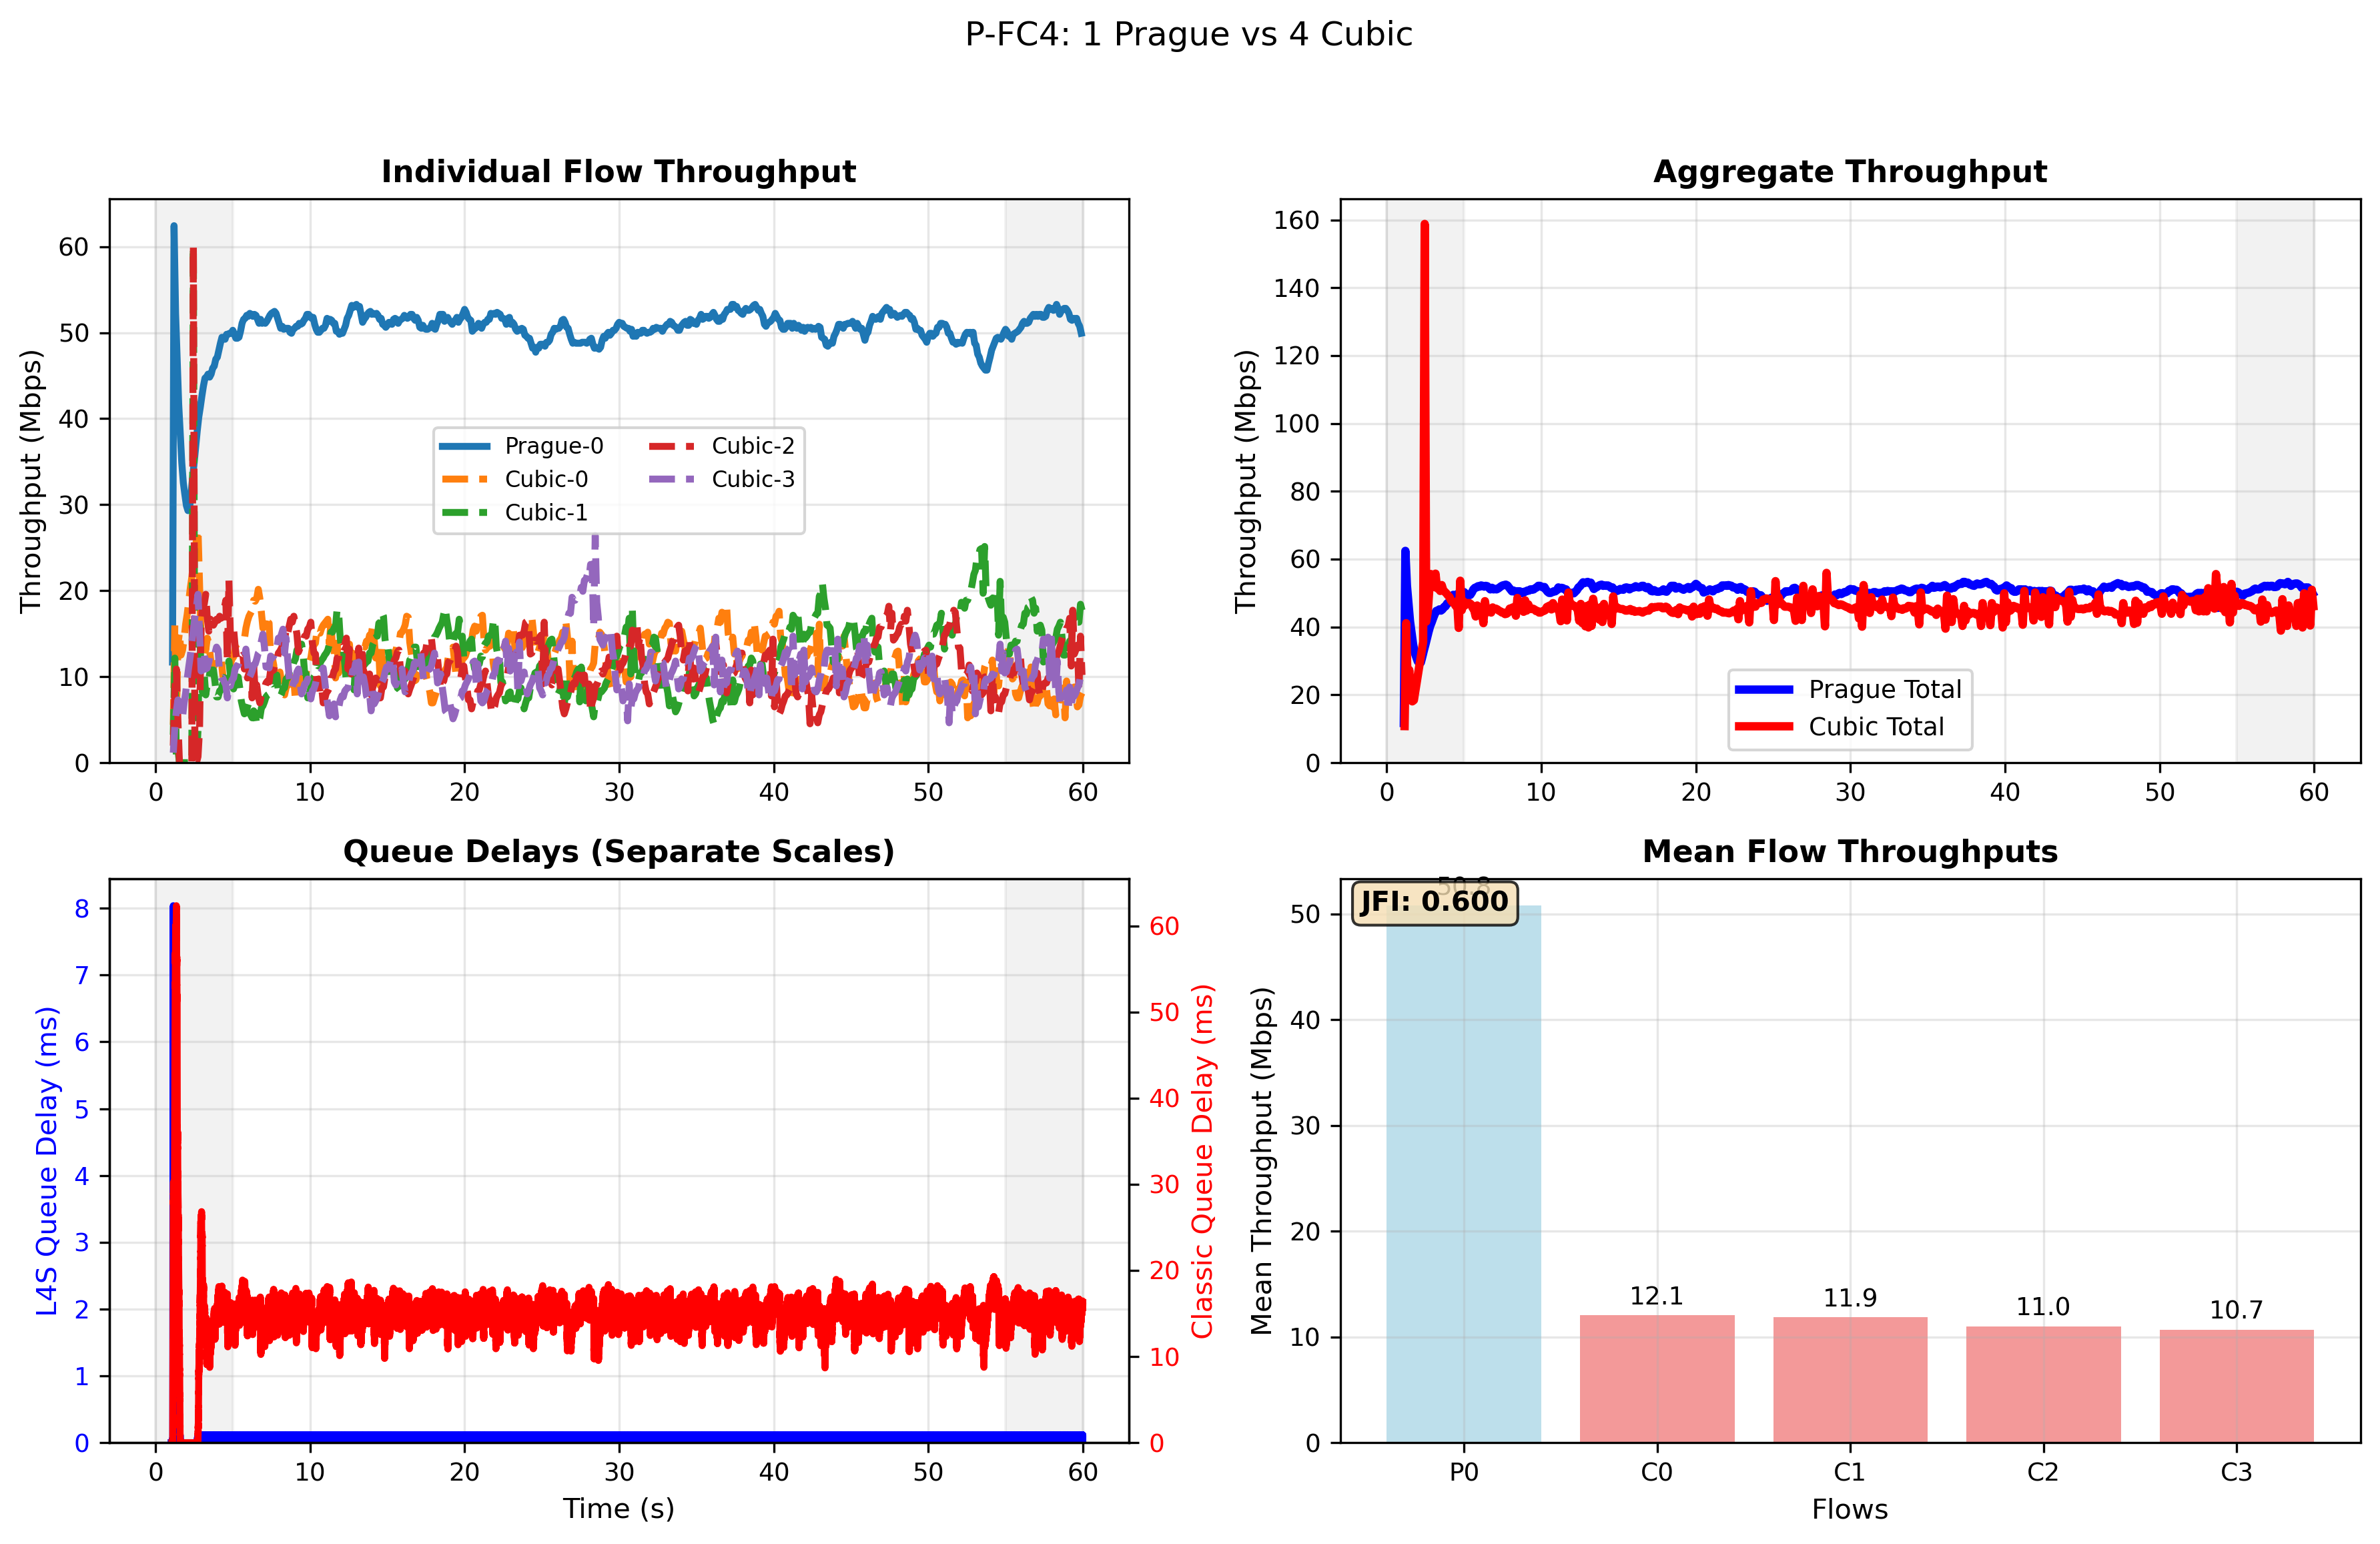 P-FC4: 1 Prague vs 4 Cubic
Individual Flow Throughput
Throughput (Mbps)
60
50
40
30
20
10
0
0 10 20 30 40 50 60
Prague-0
Cubic-0
Cubic-1
Cubic-2
Cubic-3
Aggregate Throughput
Throughput (Mbps)
160
140
120
100
80
60
40
20
0
0 10 20 30 40 50 60
Prague Total
Cubic Total
Queue Delays (Separate Scales)
L4S Queue Delay (ms)
8
7
6
5
4
3
2
1
0
60
50
40
30
20
10
0
Classic Queue Delay (ms)
0 10 20 30 40 50 60
Time (s)
Mean Flow Throughputs
Mean Throughput (Mbps)
50
40
30
20
10
0
50.8
JFI: 0.600
12.1
11.9
11.0
10.7
P0 C0 C1 C2 C3
Flows